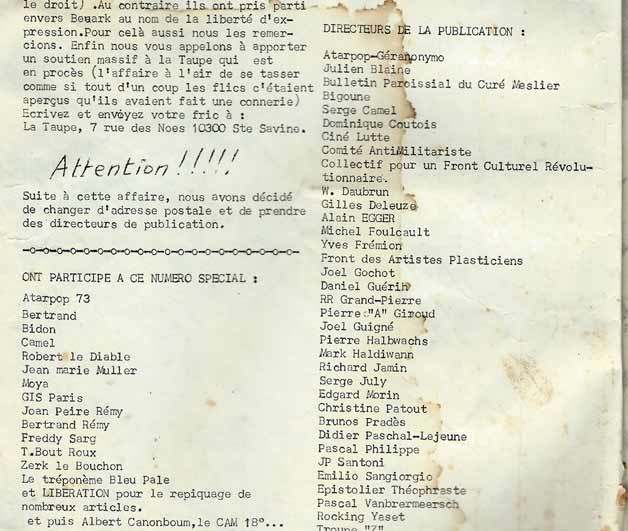 le droit) .Au contraire ils ont pris parti
envers Beuark au nom de la liberté d'ex-
pression.Pour celà aussi nous les remer-
cions. Enfin nous vous appelons à apporter
un soutien massif à la Taupe qui est
en procès (l'affaire à l'air de se tasser
comme si tout d'un coup les flics c'étaient
aperçus qu'ils avaient fait une connerie)
Ecrivez et envoyez votre fric à :
La Taupe, 7 rue des Noes 10300 Ste Savine.
Attention !!!!!
Suite à cette affaire, nous avons décidé
de changer d'adresse postale et de prendre
des directeurs de publication.
ONT PARTICIPE A CE NUMERO SPECIAL :
Atarpop 73
Bertrand
Bidon
Camel
Robert le Diable
Jean marie Muller
Moya
GIS Paris
Joan Peire Rémy
Bertrand Rémy
Freddy Sarg
T.Bout Roux
Zerk le Bouchon
Le tréponème Bleu Pale
et LIBERATION pour le repiquage de
nombreux articles.
et puis Albert Canonboum,le CAM 18°...
DIRECTEURS DE LA PUBLICATION :
Atarpop-Géranonymo
Julien Blaine
Bulletin Paroissial du Curé Meslier
Bigoune
Serge Camel
Dominique Coutois
Ciné Lutte
Comité AntiMilitariste
Collectif pour un Front Culturel Révolu-
tionnaire.
W. Daubrun
Gilles Deleuze
Alain EGGER
Michel Foulcault
Yves Frémion
Front des Artistes Plasticiens
Joel Gochot
Daniel Guérin
RR Grand-Pierre
Pierre "A" Giroud
Joel Guigné
Pierre Halbwachs
Mark Haldiwann
Richard Jamin
Serge July
Edgard Morin
Christine Patout
Brunos Pradès
Didier Paschal-Lejeune
Pascal Philippe
JP Santoni
Emilio Sangiorgio
Epistolier Théophraste
Pascal Vanbrermeersch
Rocking Yaset
Troupe "Z"